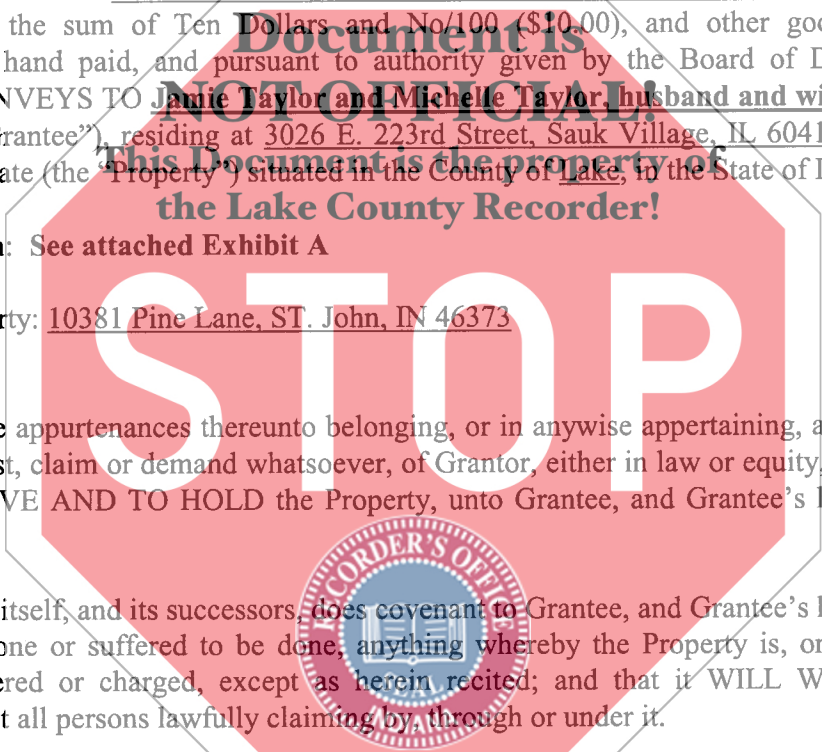 the sum of Ten Dollars and No/100 ($10.00), and other goo
Document is
hand paid, and pursuant to authority given by the Board of D
NOT OFFICIAL!
NVEYS TO Jamie Taylor and Michelle Taylor, husband and wi
rantee"), residing at 3026 E. 223rd Street, Sauk Village, IL 6041
This Document is the property of
ate (the "Property") situated in the County of Lake, in the State of I
the Lake County Recorder!
: See attached Exhibit A
rty: 10381 Pine Lane, ST. John, IN 46373
STOP
e appurtenances thereunto belonging, or in anywise appertaining, a
st, claim or demand whatsoever, of Grantor, either in law or equity,
VE AND TO HOLD the Property, unto Grantee, and Grantee's
RECORDER'S OFFICE
itself, and its successors, does covenant to Grantee, and Grantee's
one or suffered to be done, anything whereby the Property is, or
ered or charged, except as herein recited; and that it WILL W
SEAL
t all persons lawfully claiming by, through or under it.
INDIANA